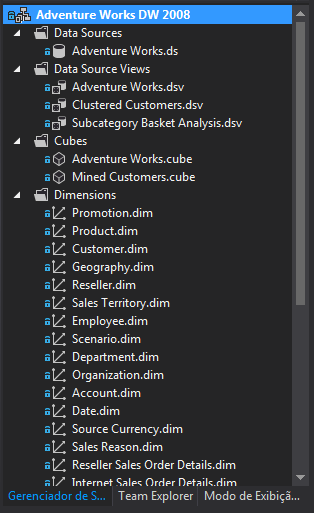 Adventure Works DW 2008
Data Sources
Adventure Works.ds
Data Source Views
Adventure Works.dsv
Clustered Customers.dsv
Subcategory Basket Analysis.dsv
Cubes
Adventure Works.cube
Mined Customers.cube
Dimensions
Promotion.dim
Product.dim
Customer.dim
Geography.dim
Reseller.dim
Sales Territory.dim
Employee.dim
Scenario.dim
Department.dim
Organization.dim
Account.dim
Date.dim
Source Currency.dim
Sales Reason.dim
Reseller Sales Order Details.dim
Internet Sales Order Details.dim
Gerenciador de S... Team Explorer Modo de Exibiçã...